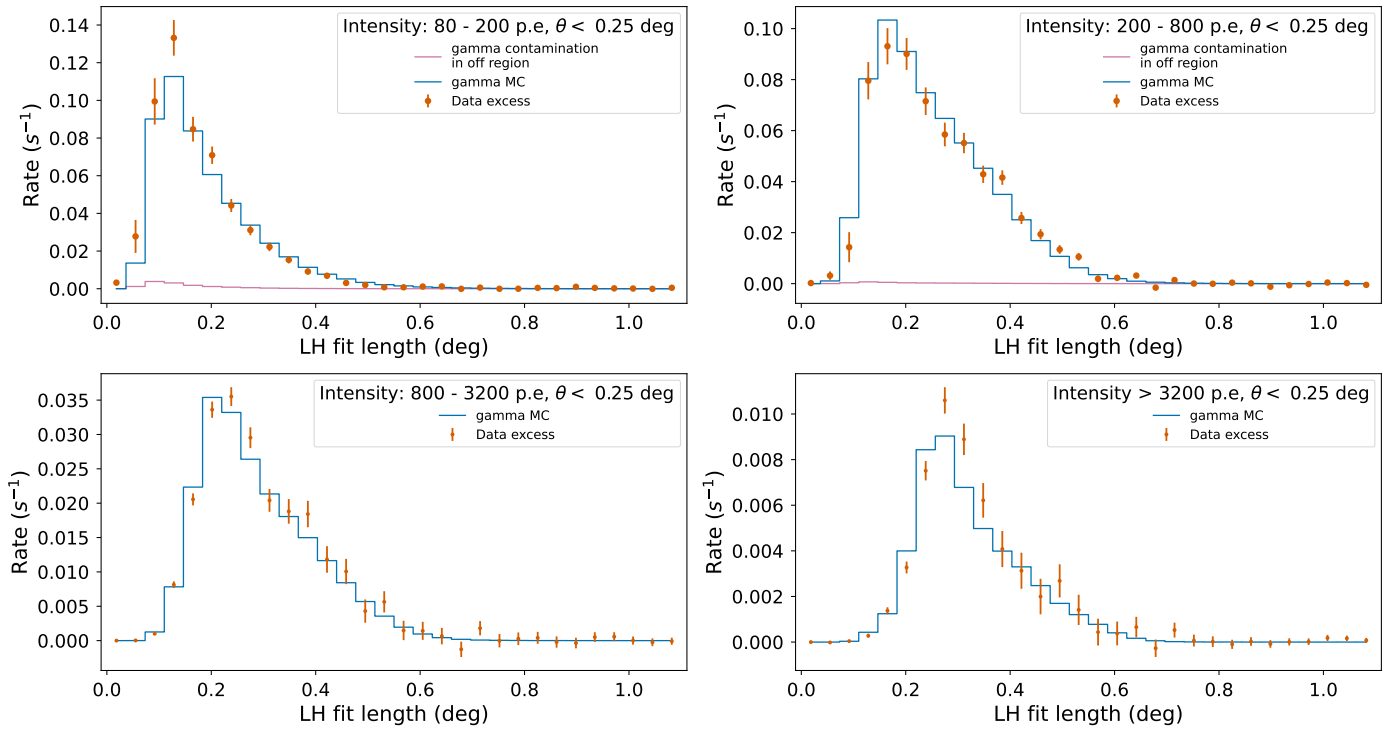 Intensity: 80 - 200 p.e, θ < 0.25 deg
gamma contamination
in off region
gamma MC
Data excess
Rate (s⁻¹)
0.14
0.12
0.10
0.08
0.06
0.04
0.02
0.00
0.0 0.2 0.4 0.6 0.8 1.0
LH fit length (deg)
Intensity: 200 - 800 p.e, θ < 0.25 deg
gamma contamination
in off region
gamma MC
Data excess
Rate (s⁻¹)
0.10
0.08
0.06
0.04
0.02
0.00
0.0 0.2 0.4 0.6 0.8 1.0
LH fit length (deg)
Intensity: 800 - 3200 p.e, θ < 0.25 deg
gamma MC
Data excess
Rate (s⁻¹)
0.035
0.030
0.025
0.020
0.015
0.010
0.005
0.000
0.0 0.2 0.4 0.6 0.8 1.0
LH fit length (deg)
Intensity > 3200 p.e, θ < 0.25 deg
gamma MC
Data excess
Rate (s⁻¹)
0.010
0.008
0.006
0.004
0.002
0.000
0.0 0.2 0.4 0.6 0.8 1.0
LH fit length (deg)